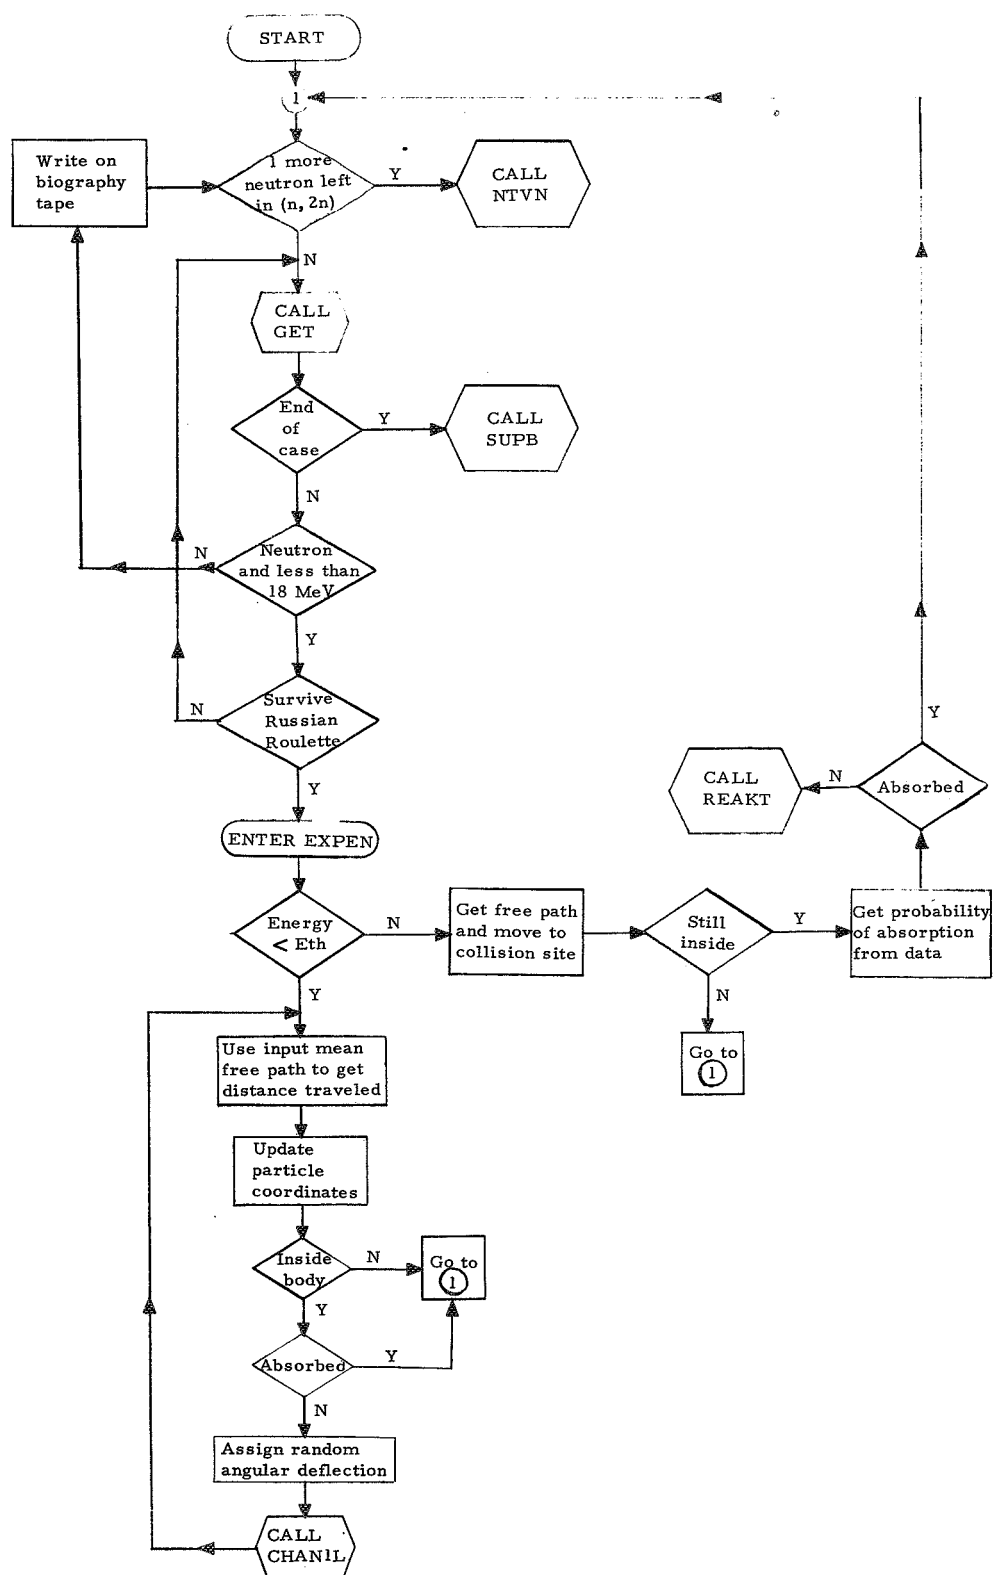 START
1
Write on
biography
tape
1 more
neutron left
in (n, 2n)
Y
CALL
NTVN
N
CALL
GET
End
of
case
Y
CALL
SUPB
N
Neutron
and less than
18 MeV
N
Y
Survive
Russian
Roulette
N
Y
ENTER EXPEN
Energy
< Eth
N
Get free path
and move to
collision site
Still
inside
Y
Get probability
of absorption
from data
Absorbed
Y
N
CALL
REAKT
N
Go to
1
Y
Use input mean
free path to get
distance traveled
Update
particle
coordinates
Inside
body
N
Go to
1
Y
Absorbed
Y
N
Assign random
angular deflection
CALL
CHAN1L